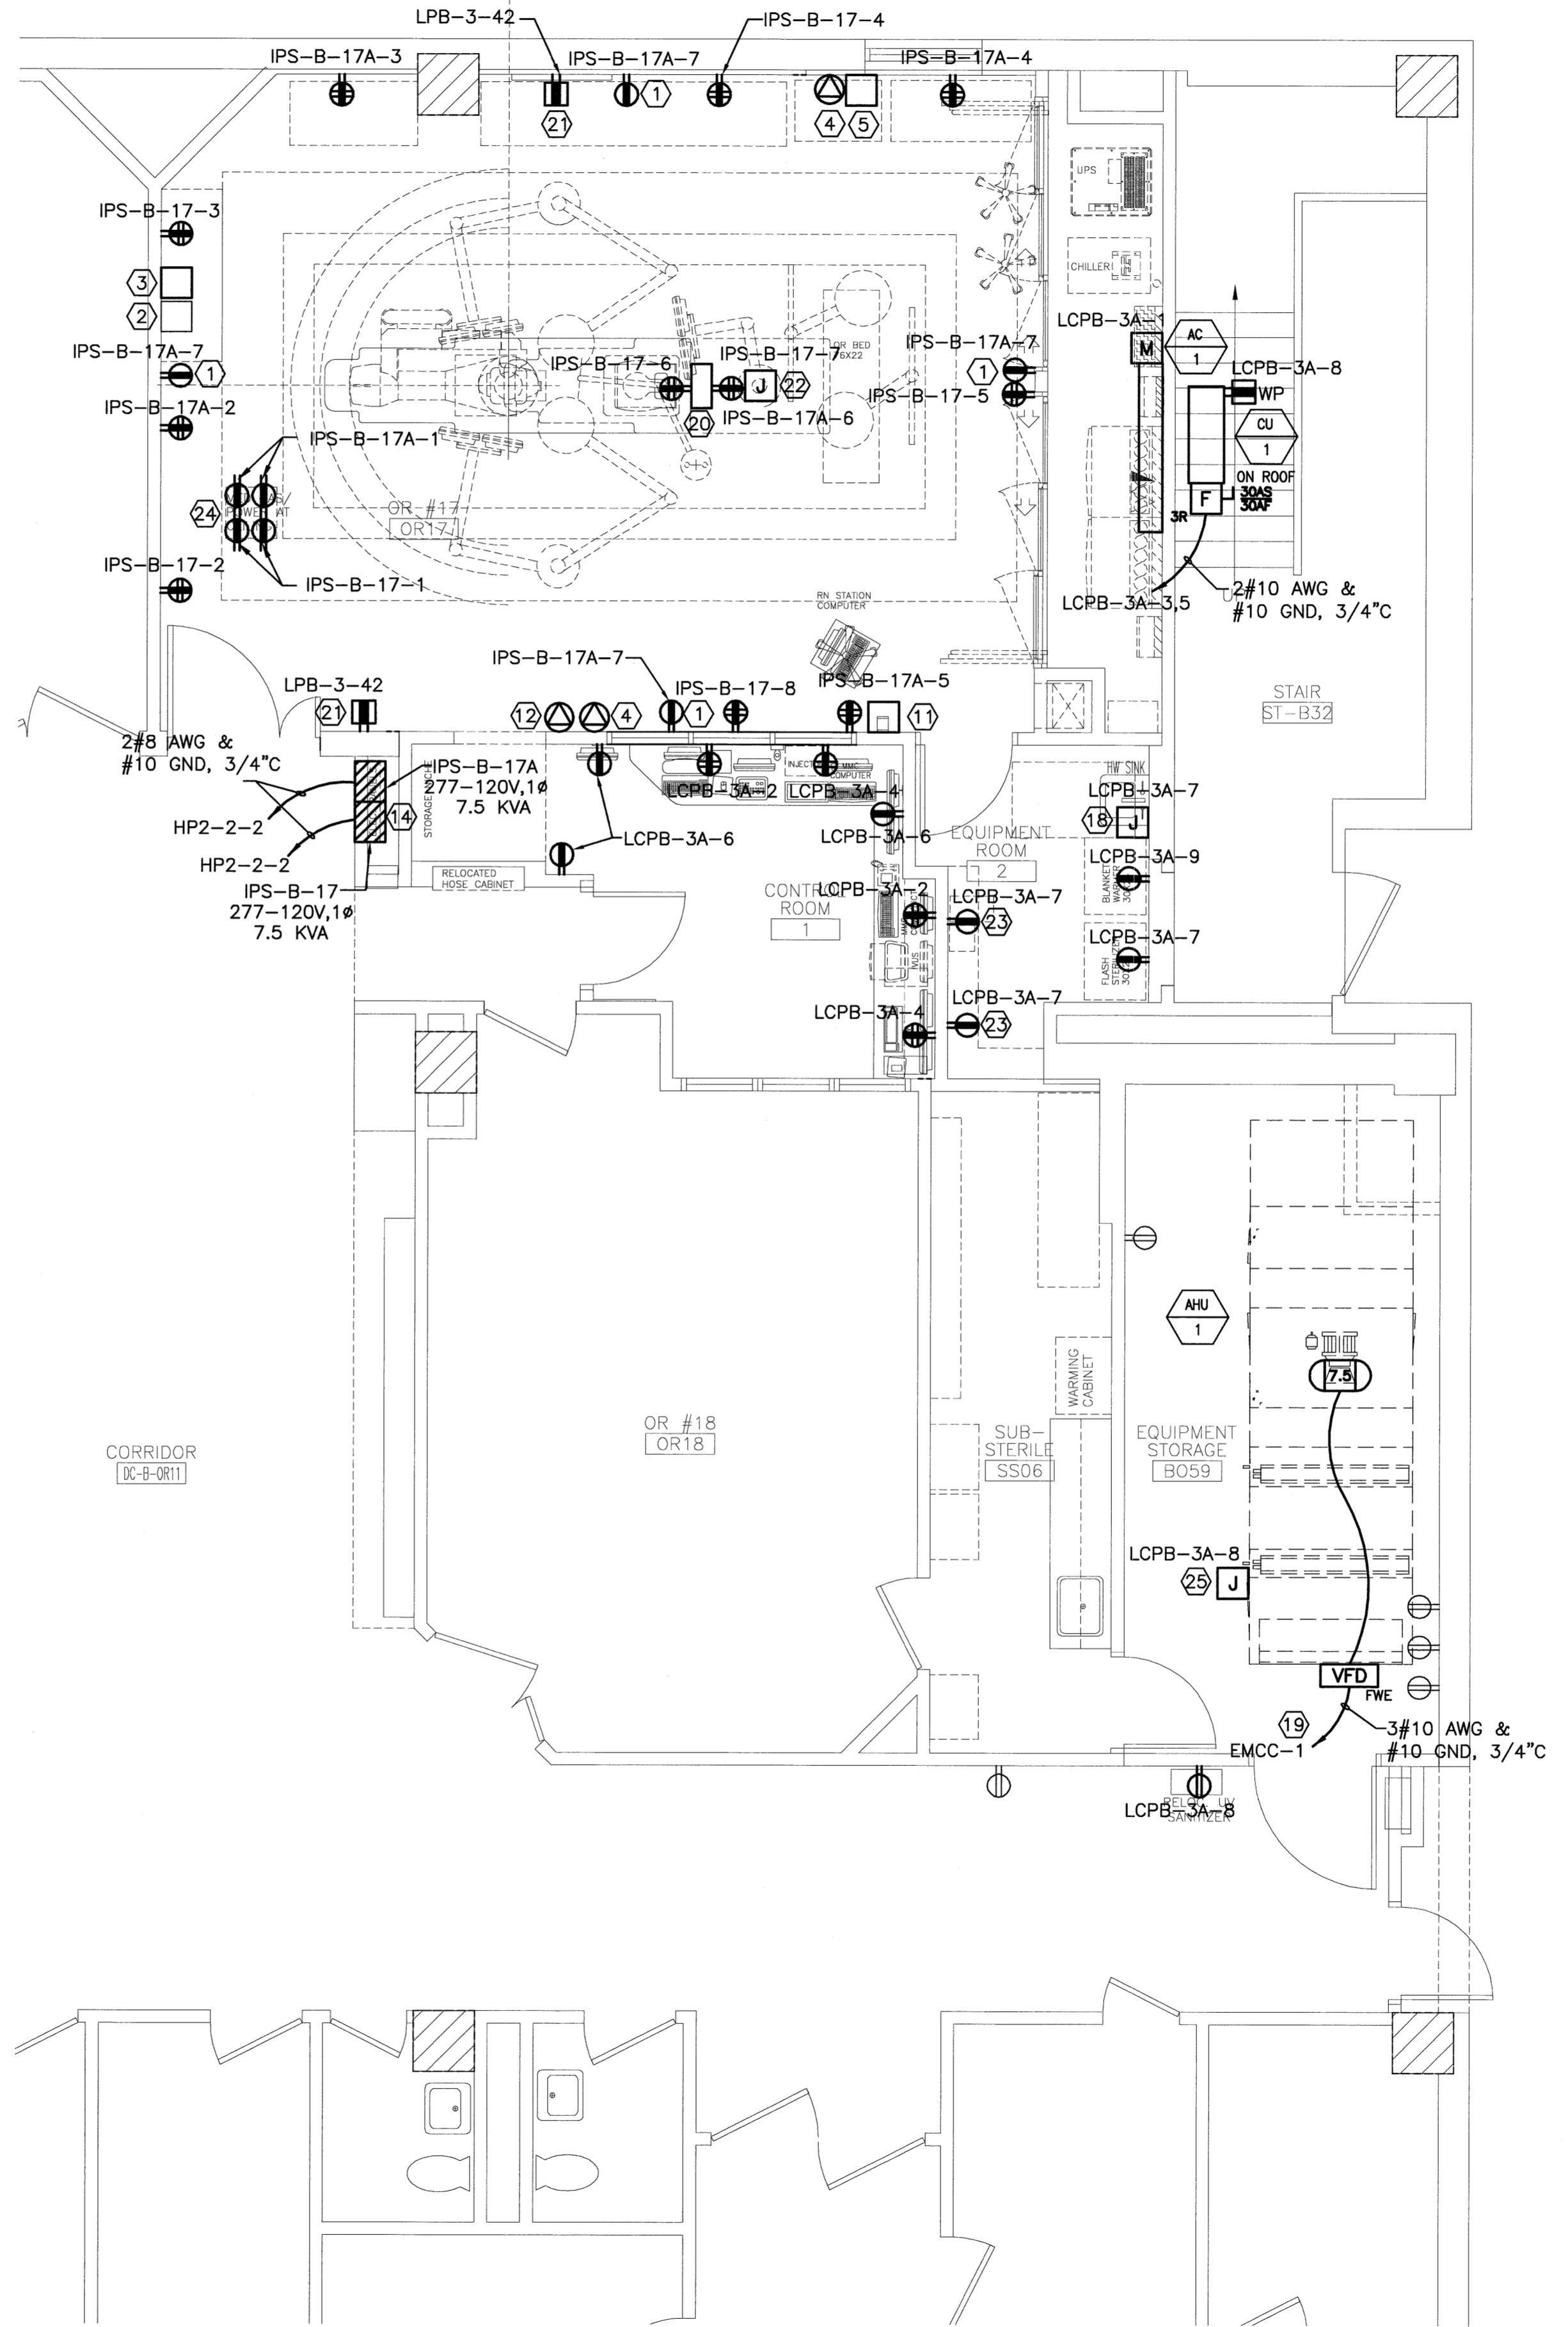 LPB-3-42
IPS-B-17-4
IPS-B-17A-3
IPS-B-17A-7
IPS-B-17A-4
1
21
4
5
UPS
IPS-B-17-3
CHILLER
3
2
LCPB-3A-1
M
AC
1
IPS-B-17A-7
1
IPS-B-17-6
IPS-B-17-7
OR BED
76X22
IPS-B-17A-7
1
LCPB-3A-8
WP
J
22
IPS-B-17-5
IPS-B-17A-2
20
IPS-B-17A-6
CU
1
IPS-B-17A-1
ON ROOF
F
30AS
30AF
3R
24
OR #17
OR17
IPS-B-17-2
IPS-B-17-1
2#10 AWG &
#10 GND, 3/4"C
LCPB-3A-3,5
RN STATION
COMPUTER
IPS-B-17A-7
IPS-B-17-8
IPS-B-17A-5
LPB-3-42
21
12
4
1
11
STAIR
ST-B32
2#8 AWG &
#10 GND, 3/4"C
IPS-B-17A
277-120V,1ø
7.5 KVA
14
HP2-2-2
HP2-2-2
IPS-B-17
277-120V,1ø
7.5 KVA
COMPUTER
HW SINK
LCPB-3A-2
LCPB-3A-4
LCPB-3A-7
18
J
LCPB-3A-6
LCPB-3A-6
EQUIPMENT
ROOM
2
RELOCATED
HOSE CABINET
LCPB-3A-9
BLANKET
WARMER
CONTROL
ROOM
1
LCPB-3A-2
LCPB-3A-7
23
LCPB-3A-7
FLASH
STERILIZER
LCPB-3A-7
23
LCPB-3A-4
AHU
1
7.5
WARMING
CABINET
OR #18
OR18
SUB-
STERILE
SS06
EQUIPMENT
STORAGE
B059
CORRIDOR
DC-B-OR11
LCPB-3A-8
25
J
VFD
FWE
19
3#10 AWG &
#10 GND, 3/4"C
EMCC-1
LCPB-3A-8
RELOC. UV
SANITIZER